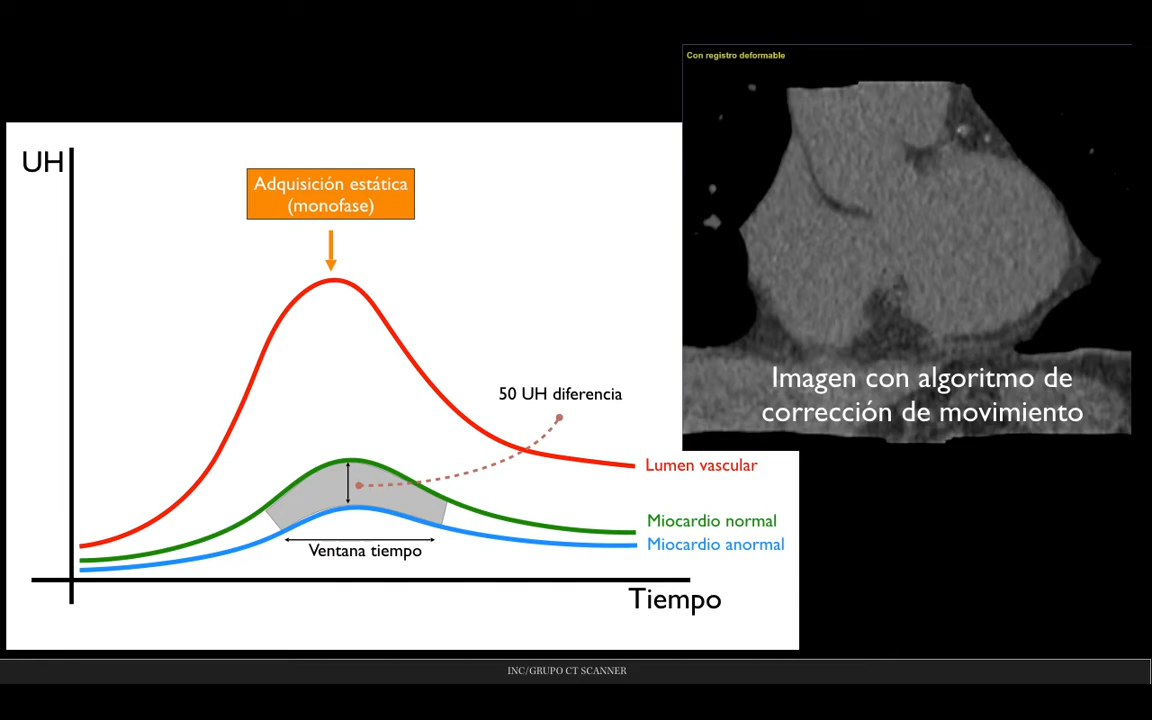 Con registro deformable
UH
Adquisición estática
(monofase)
50 UH diferencia
Imagen con algoritmo de
corrección de movimiento
Lumen vascular
Miocardio normal
Miocardio anormal
Ventana tiempo
Tiempo
INC/GRUPO CT SCANNER